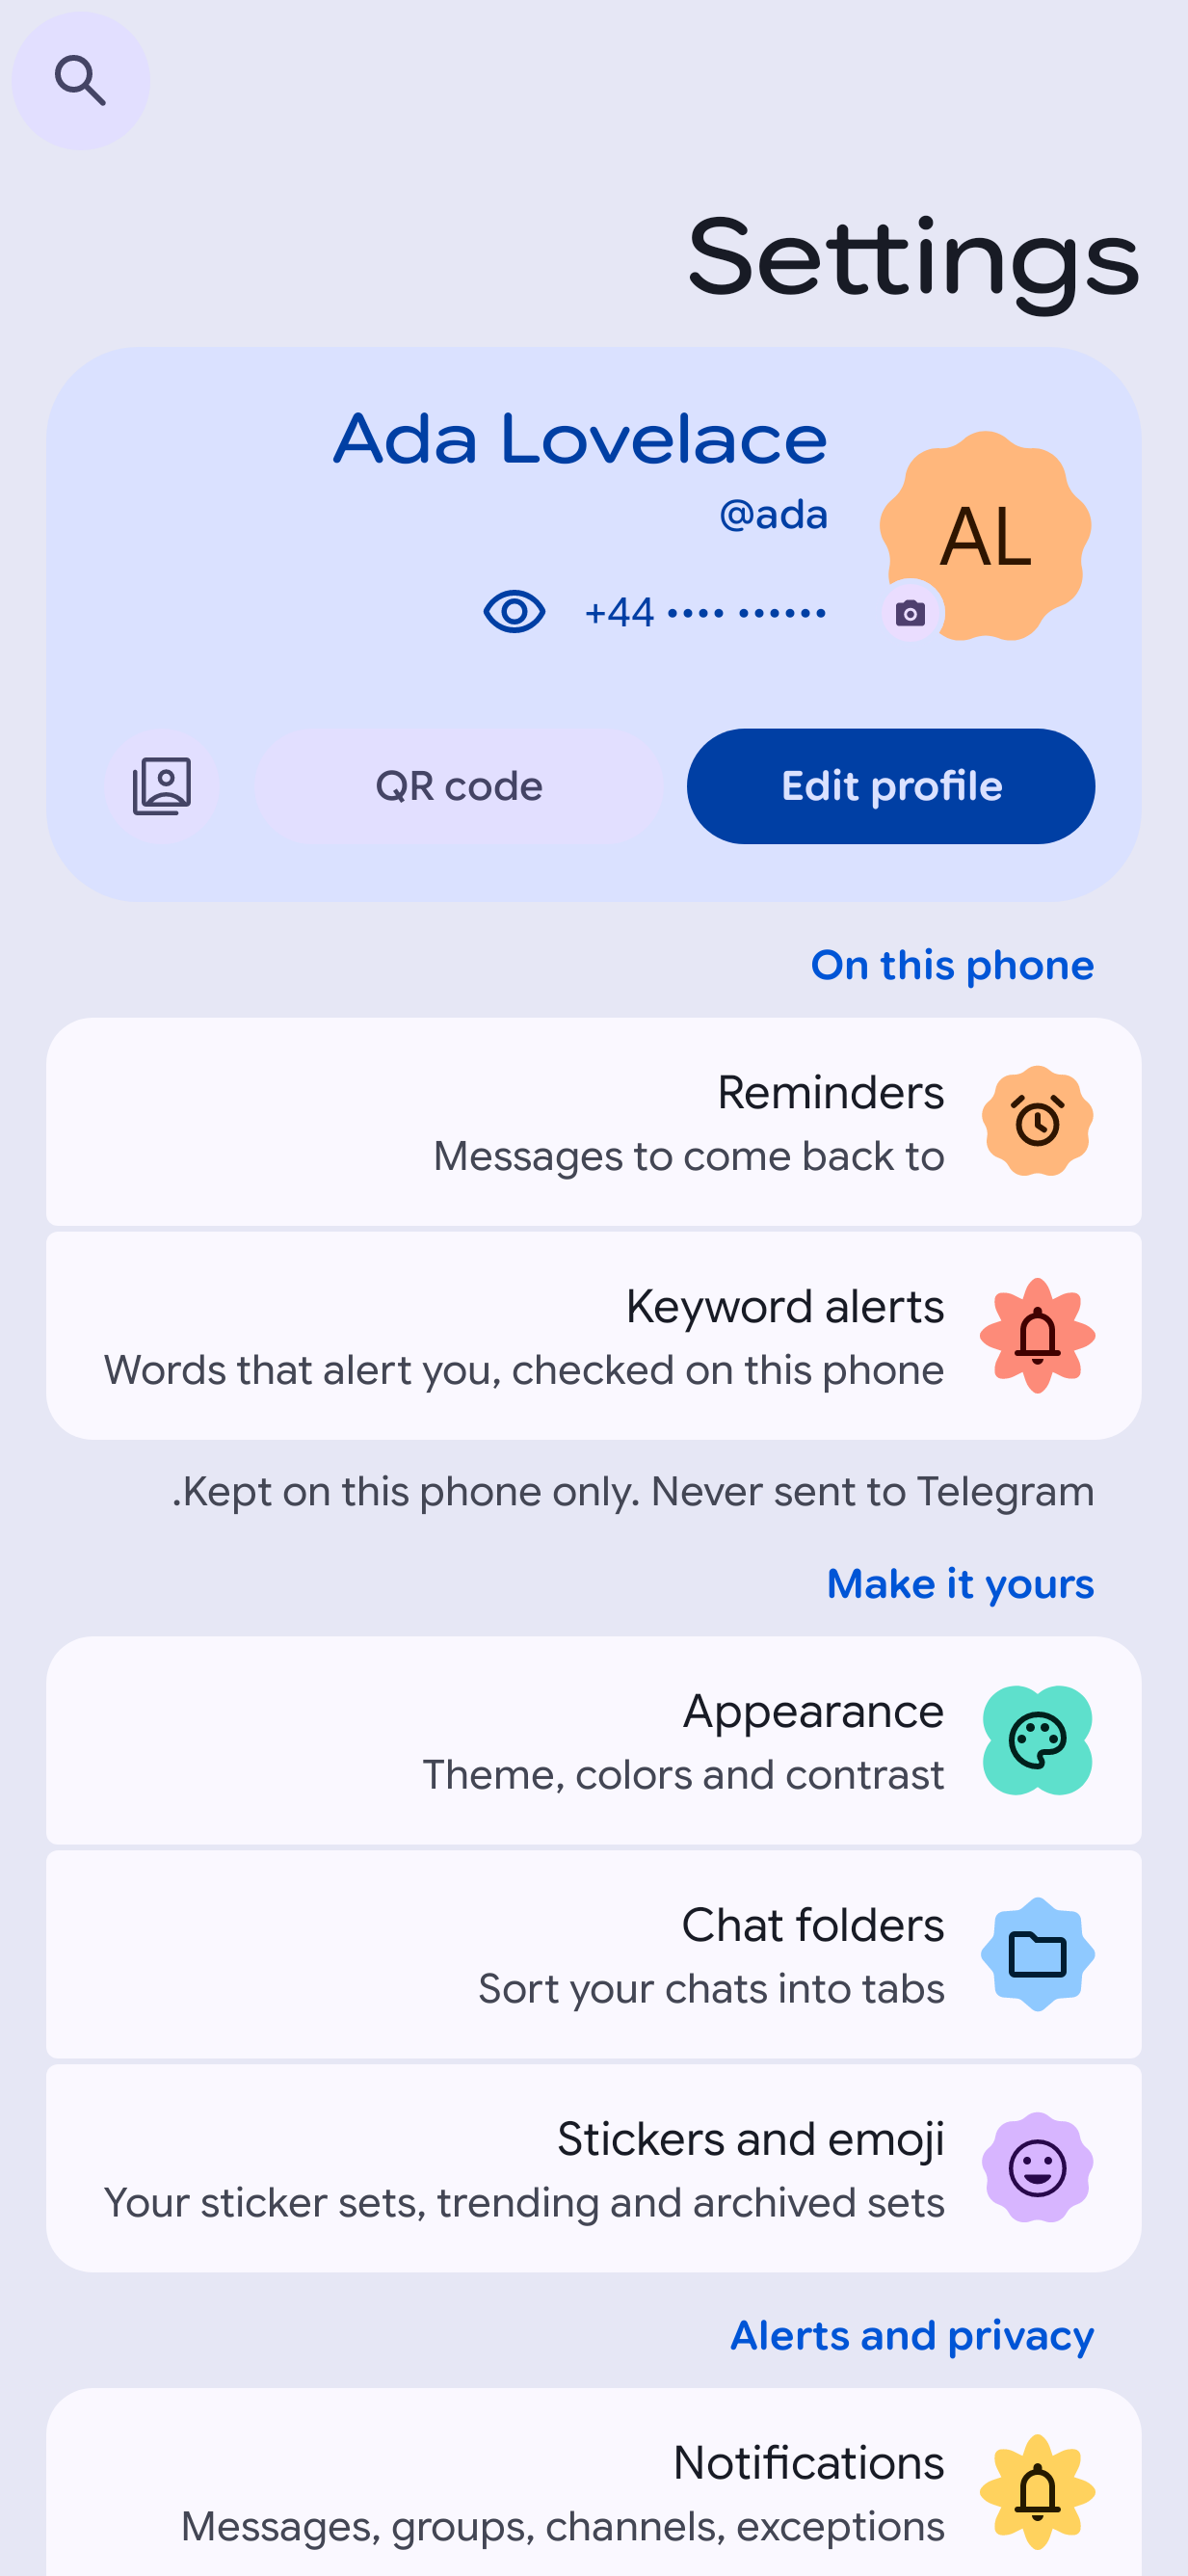 Settings
Ada Lovelace
@ada
+44 •••• ••••••
AL
Edit profile
QR code
On this phone
Reminders
Messages to come back to
Keyword alerts
Words that alert you, checked on this phone
.Kept on this phone only. Never sent to Telegram
Make it yours
Appearance
Theme, colors and contrast
Chat folders
Sort your chats into tabs
Stickers and emoji
Your sticker sets, trending and archived sets
Alerts and privacy
Notifications
Messages, groups, channels, exceptions